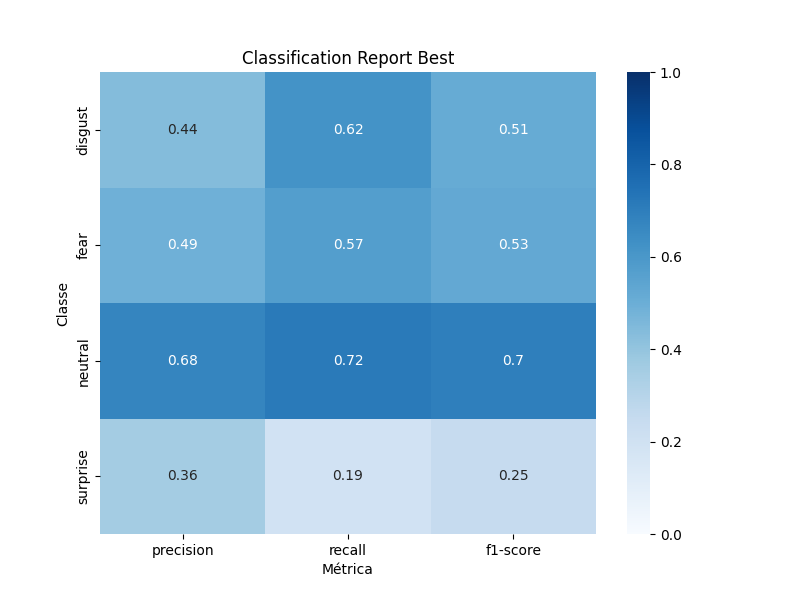 Classification Report Best
Classe
disgust
0.44 0.62 0.51
fear
0.49 0.57 0.53
neutral
0.68 0.72 0.7
surprise
0.36 0.19 0.25
precision recall f1-score
Métrica
1.0
0.8
0.6
0.4
0.2
0.0